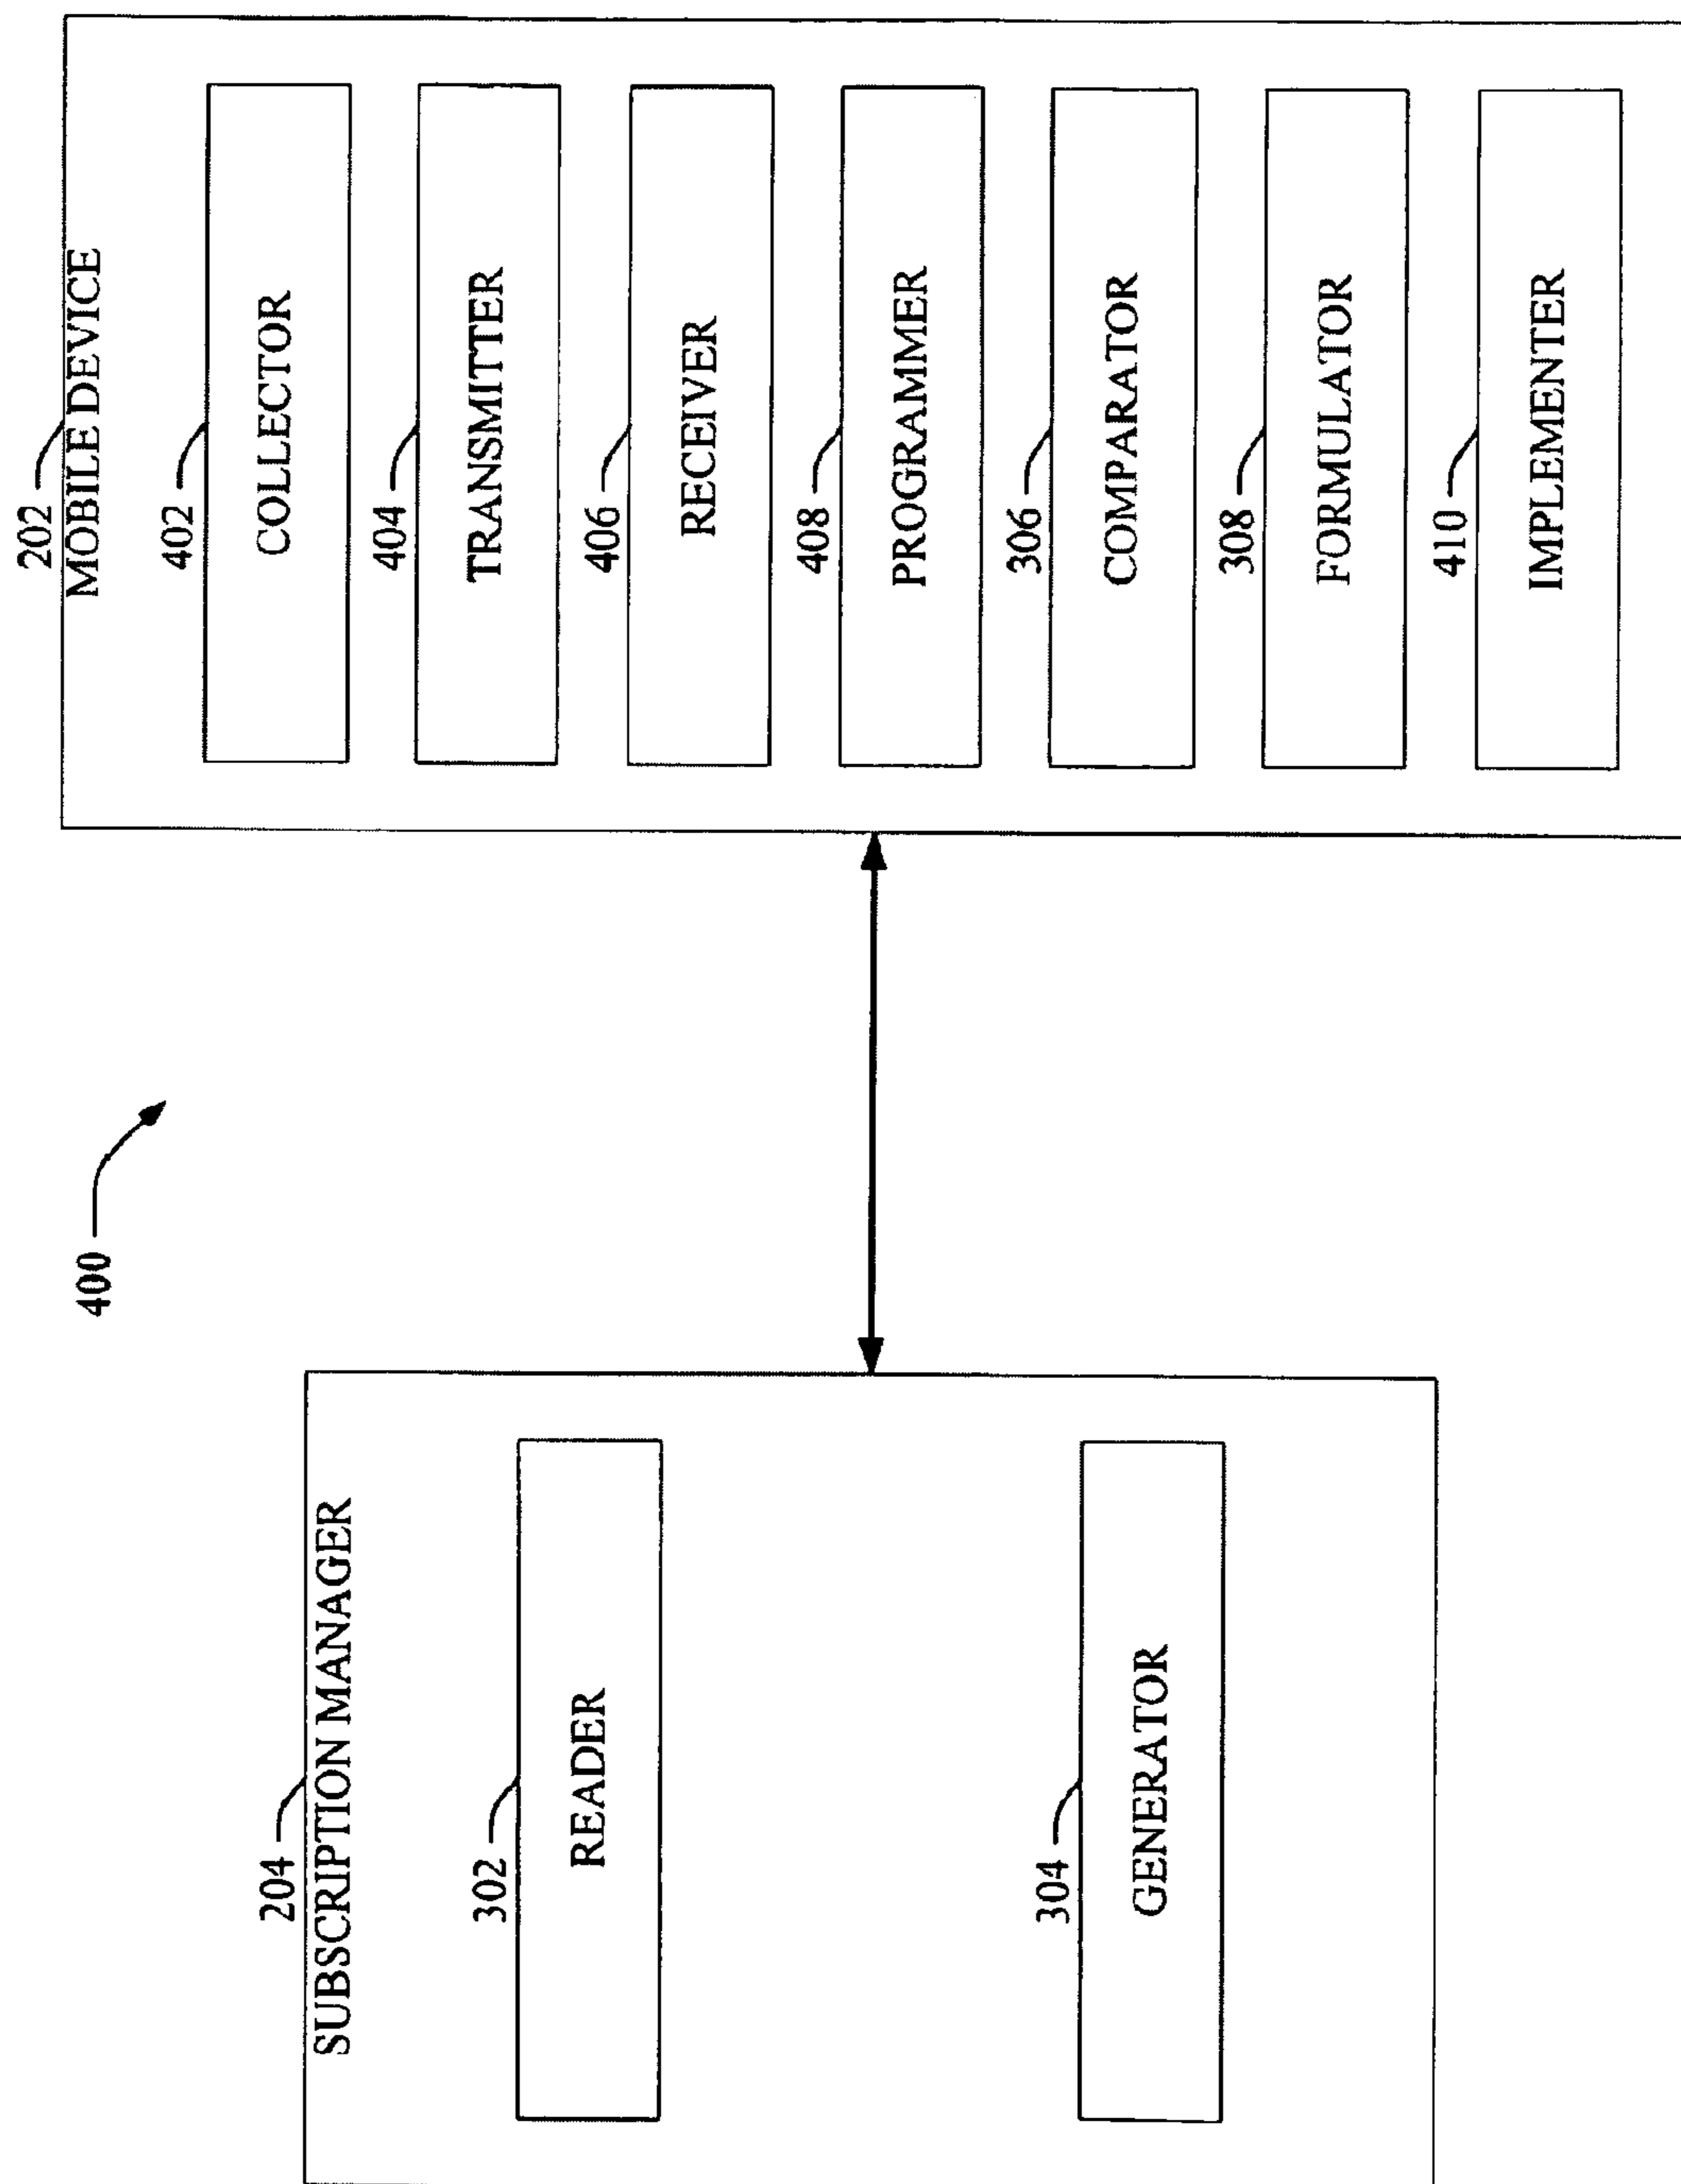 400
204
SUBSCRIPTION MANAGER
302
READER
304
GENERATOR
202
MOBILE DEVICE
402
COLLECTOR
404
TRANSMITTER
406
RECEIVER
408
PROGRAMMER
306
COMPARATOR
308
FORMULATOR
410
IMPLEMENTER